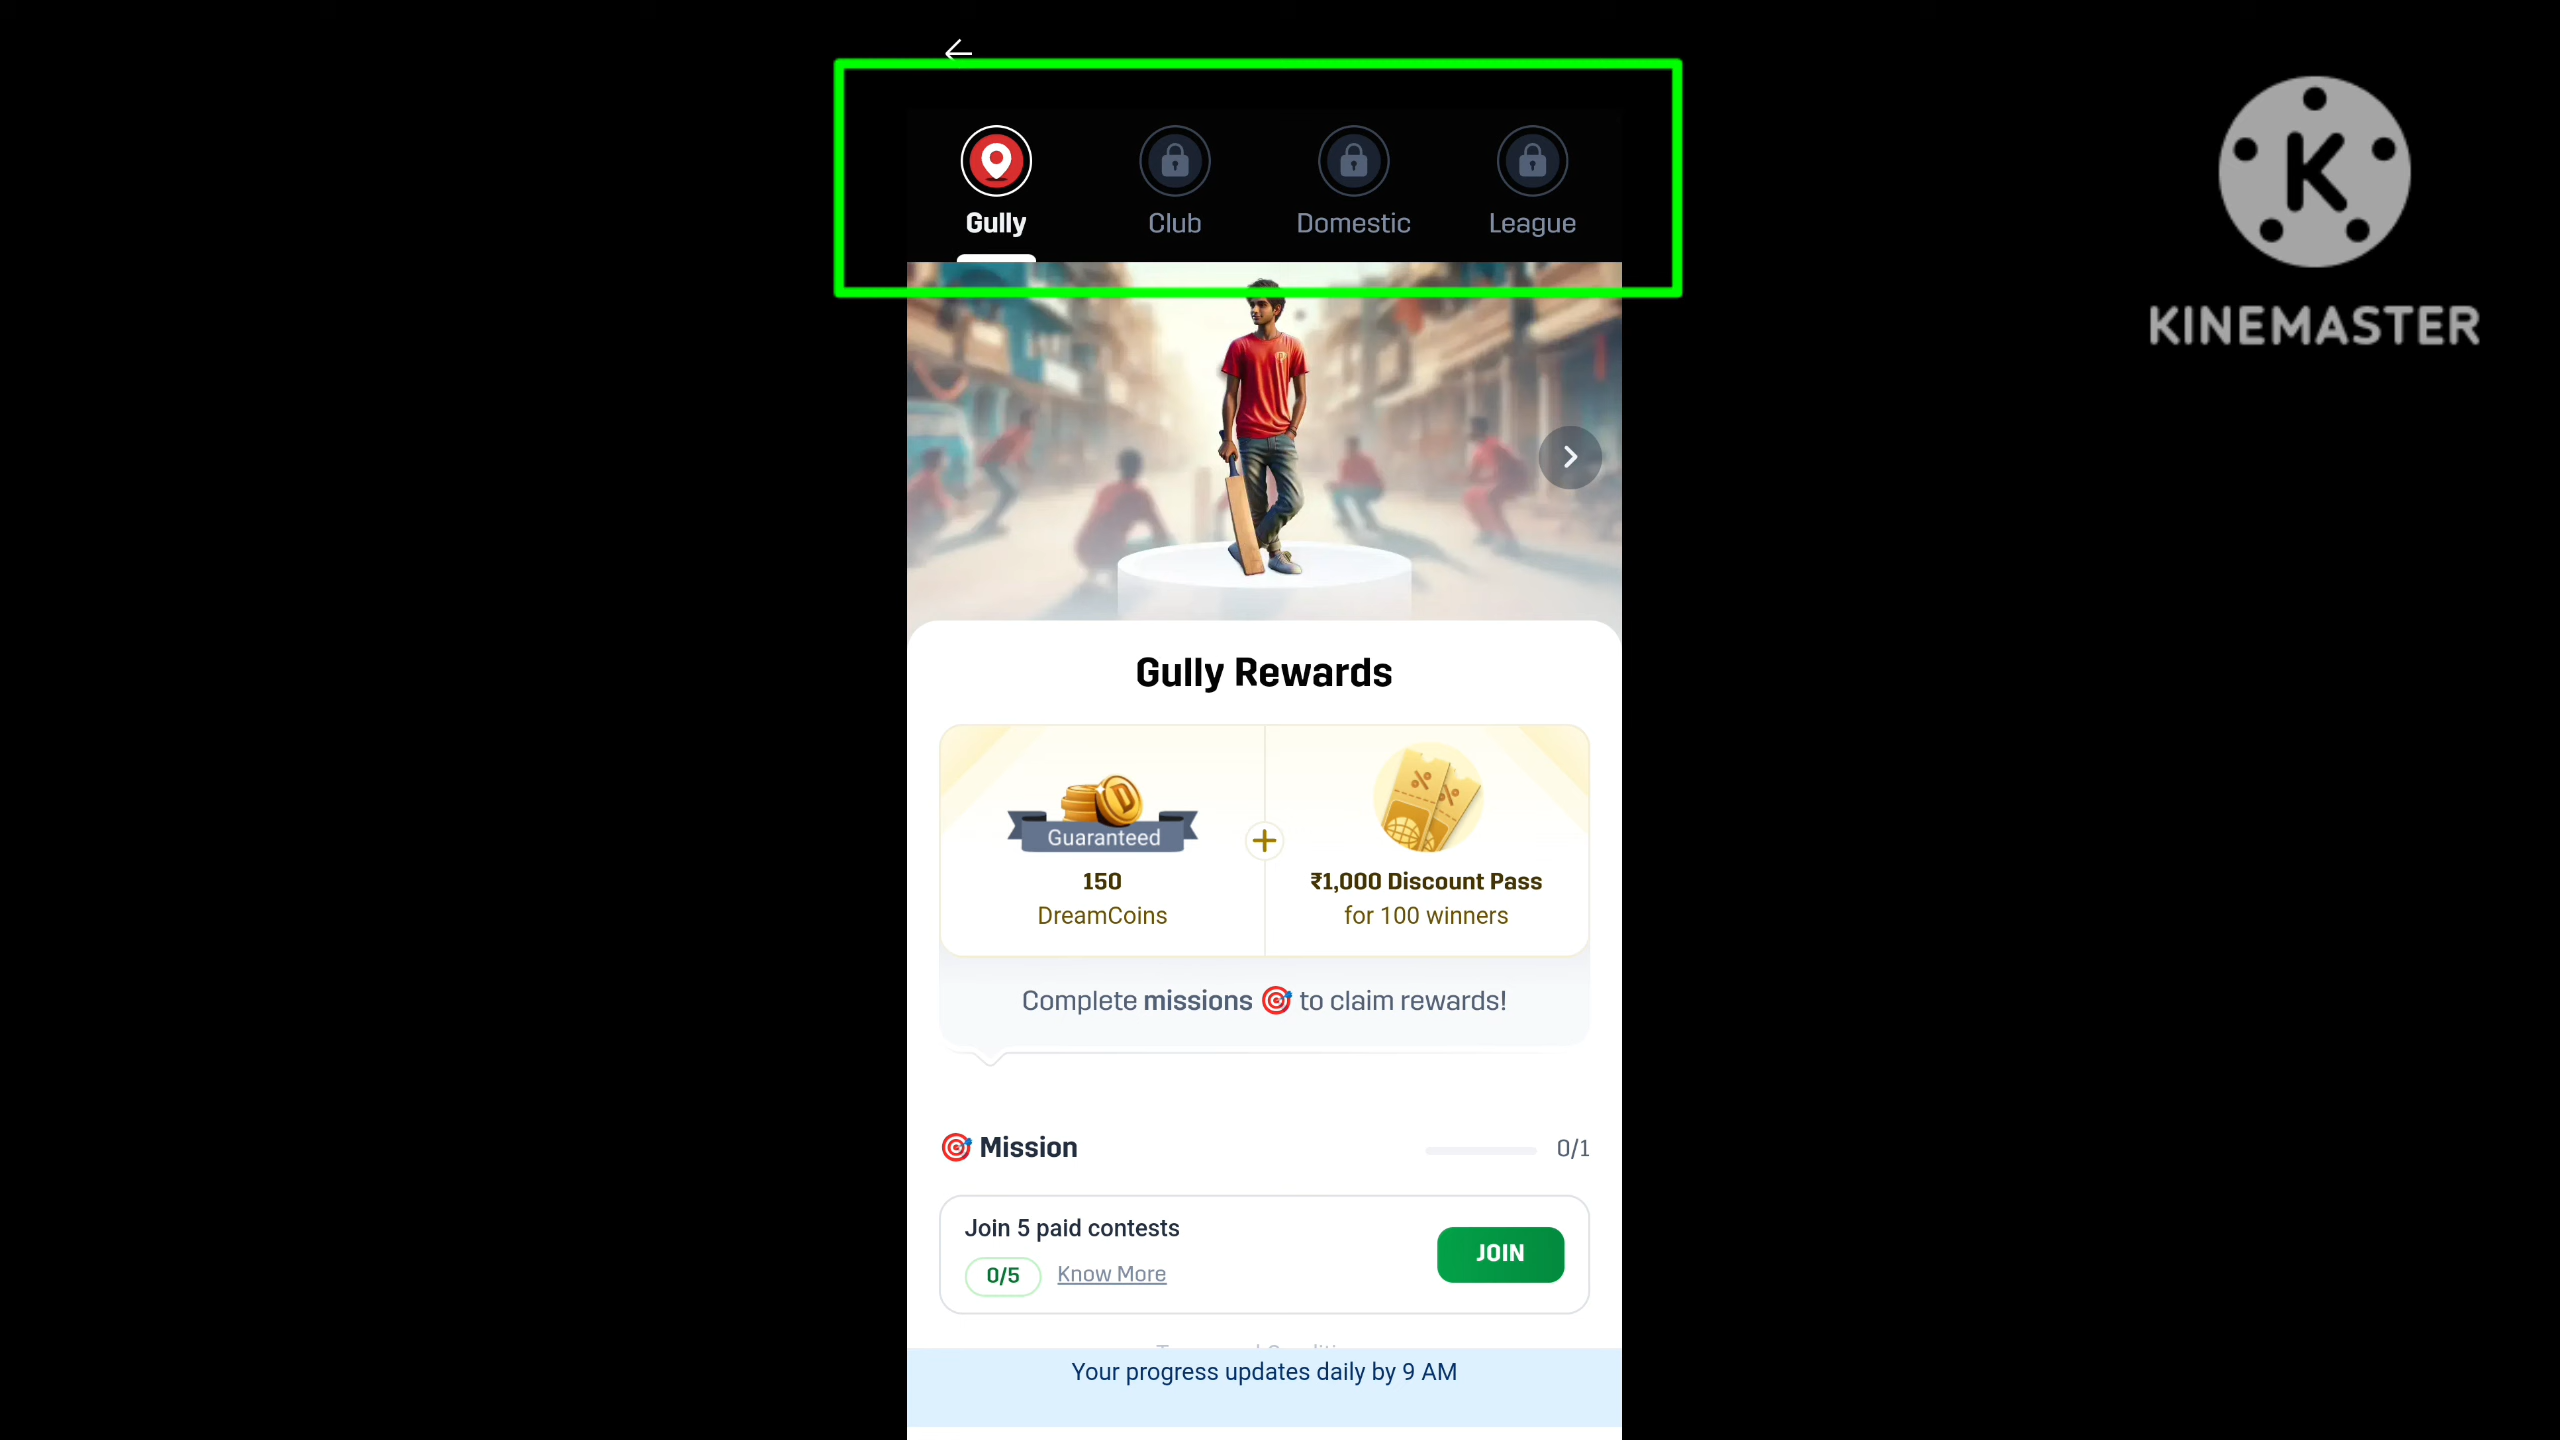 Gully
Club
Domestic
League
K
KINEMASTER
Gully Rewards
Guaranteed
150
DreamCoins
₹1,000 Discount Pass
for 100 winners
Complete missions 🎯 to claim rewards!
🎯 Mission
0/1
Join 5 paid contests
0/5
Know More
JOIN
Your progress updates daily by 9 AM